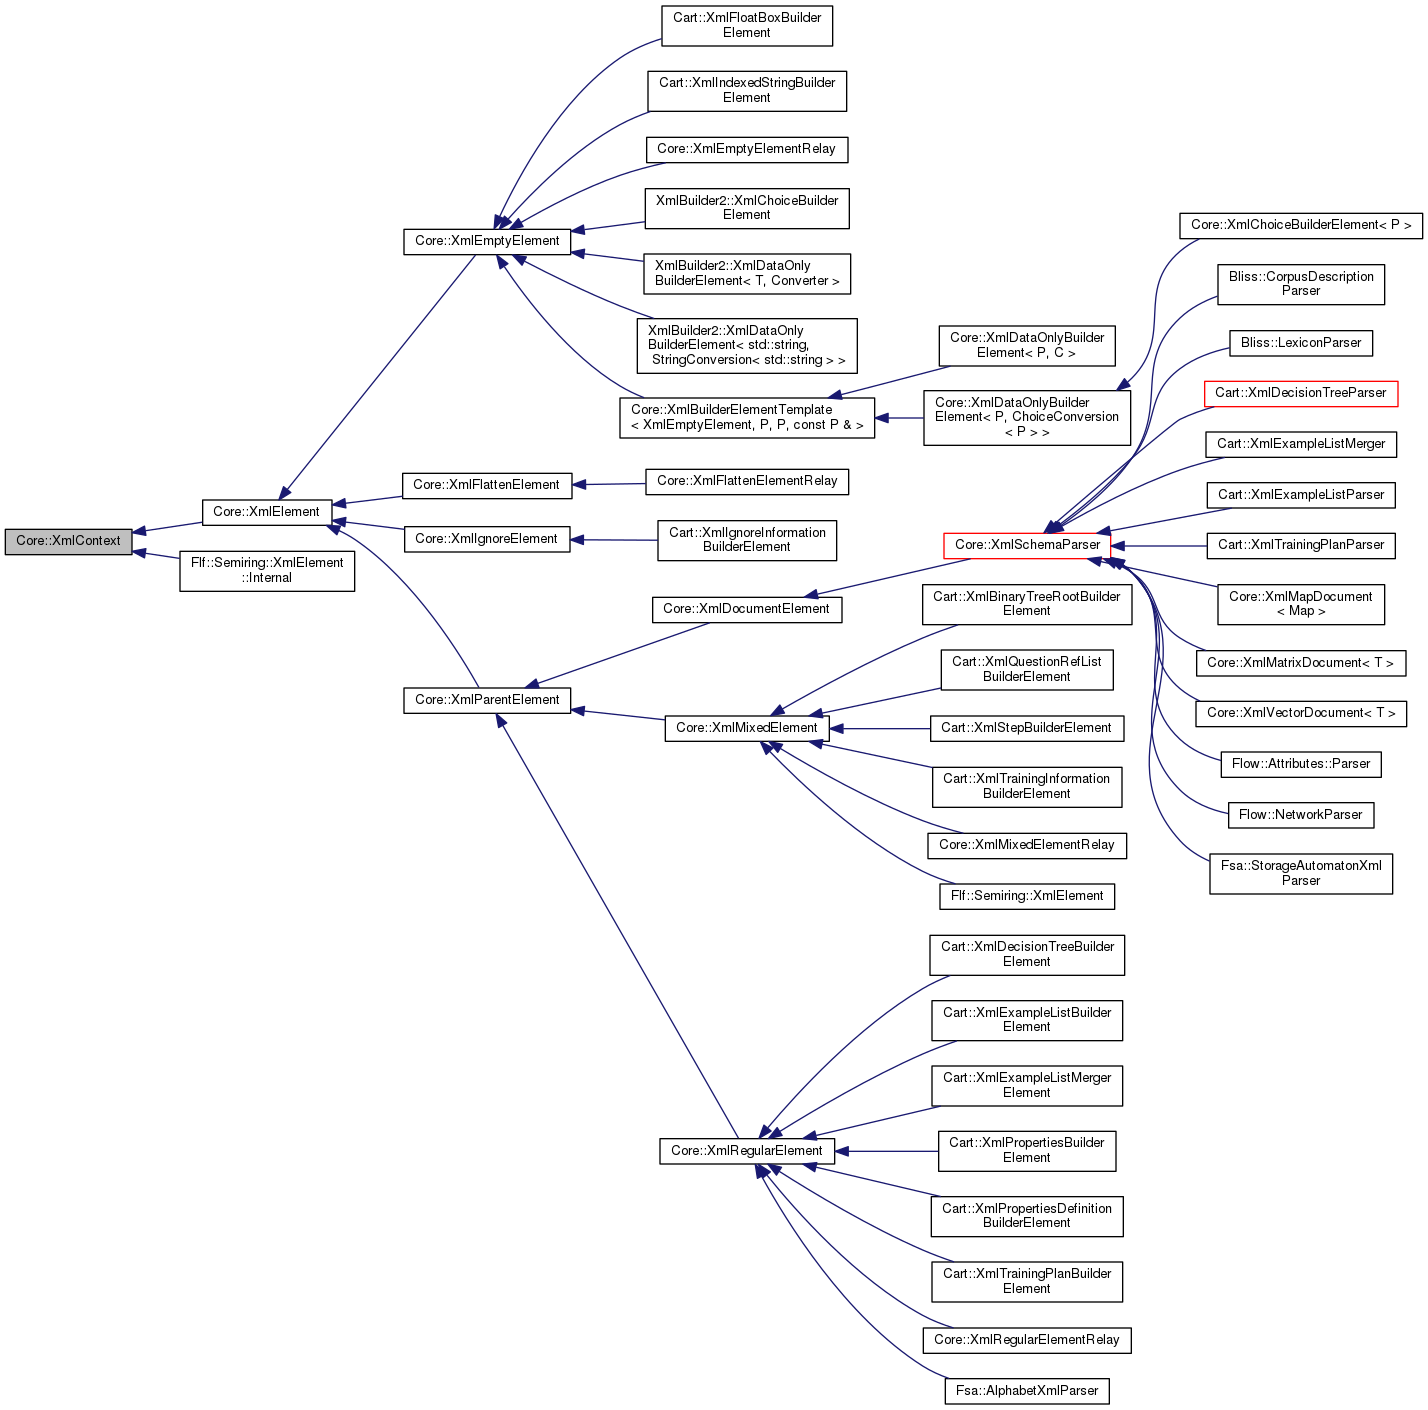 Core::XmlContext
Core::XmlElement
Flf::Semiring::XmlElement
::Internal
Core::XmlEmptyElement
Core::XmlFlattenElement
Core::XmlIgnoreElement
Core::XmlParentElement
Cart::XmlFloatBoxBuilder
Element
Cart::XmlIndexedStringBuilder
Element
Core::XmlEmptyElementRelay
XmlBuilder2::XmlChoiceBuilder
Element
XmlBuilder2::XmlDataOnly
BuilderElement< T, Converter >
XmlBuilder2::XmlDataOnly
BuilderElement< std::string,
StringConversion< std::string > >
Core::XmlBuilderElementTemplate
< XmlEmptyElement, P, P, const P & >
Core::XmlFlattenElementRelay
Cart::XmlIgnoreInformation
BuilderElement
Core::XmlDocumentElement
Core::XmlMixedElement
Core::XmlRegularElement
Core::XmlDataOnlyBuilder
Element< P, C >
Core::XmlDataOnlyBuilder
Element< P, ChoiceConversion
< P > >
Core::XmlSchemaParser
Cart::XmlBinaryTreeRootBuilder
Element
Cart::XmlQuestionRefList
BuilderElement
Cart::XmlStepBuilderElement
Cart::XmlTrainingInformation
BuilderElement
Core::XmlMixedElementRelay
Flf::Semiring::XmlElement
Cart::XmlDecisionTreeBuilder
Element
Cart::XmlExampleListBuilder
Element
Cart::XmlExampleListMerger
Element
Cart::XmlPropertiesBuilder
Element
Cart::XmlPropertiesDefinition
BuilderElement
Cart::XmlTrainingPlanBuilder
Element
Core::XmlRegularElementRelay
Fsa::AlphabetXmlParser
Core::XmlChoiceBuilderElement< P >
Bliss::CorpusDescription
Parser
Bliss::LexiconParser
Cart::XmlDecisionTreeParser
Cart::XmlExampleListMerger
Cart::XmlExampleListParser
Cart::XmlTrainingPlanParser
Core::XmlMapDocument
< Map >
Core::XmlMatrixDocument< T >
Core::XmlVectorDocument< T >
Flow::Attributes::Parser
Flow::NetworkParser
Fsa::StorageAutomatonXml
Parser